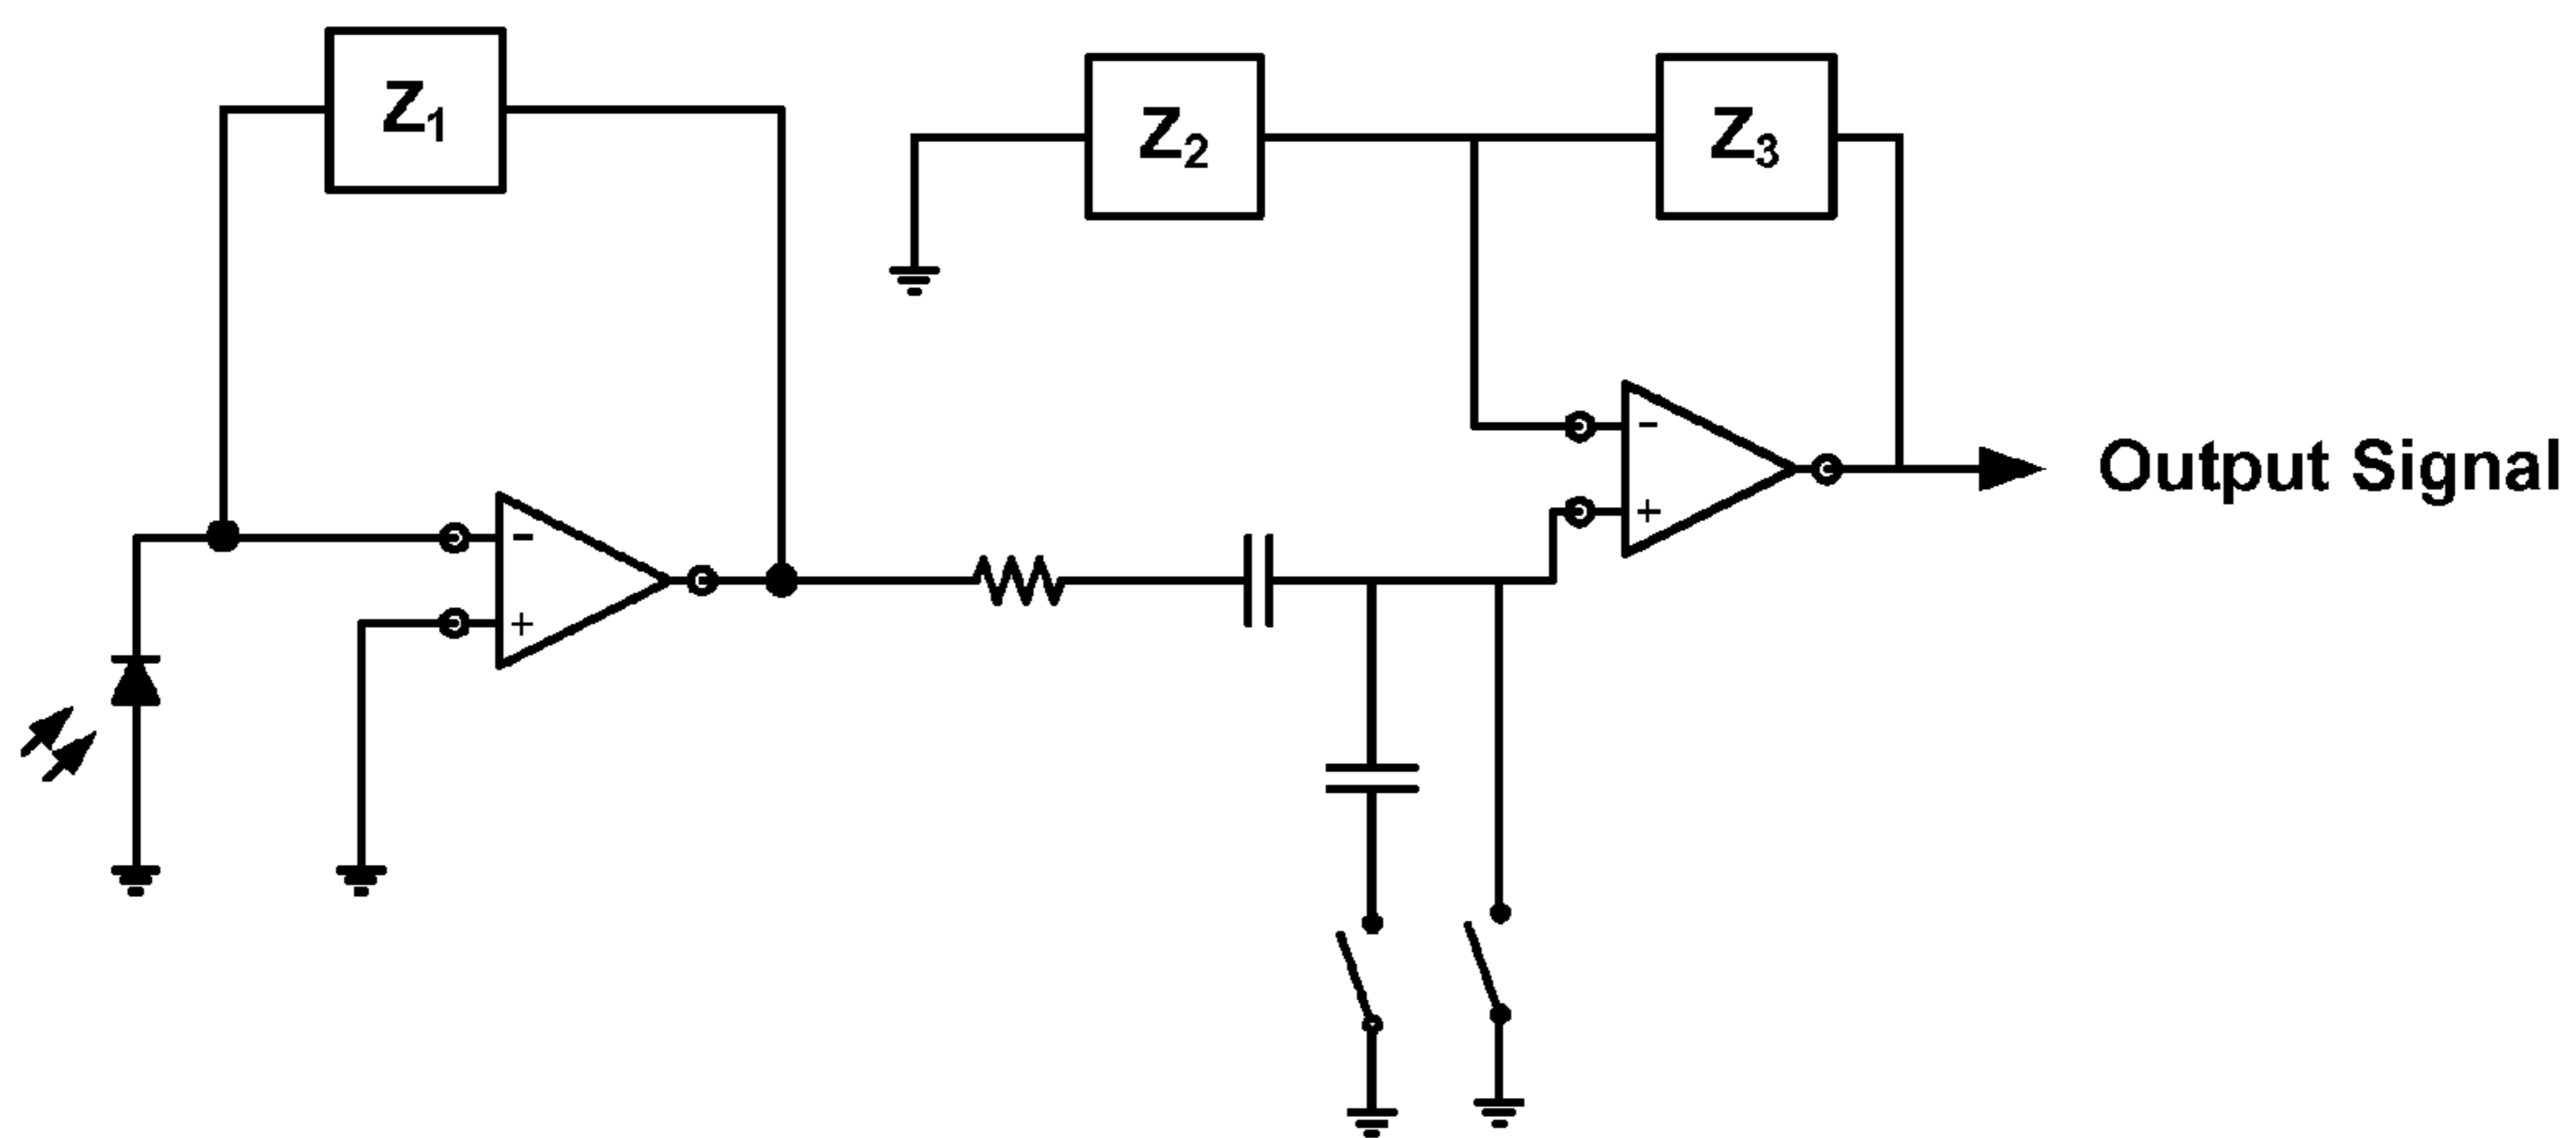 Z₁
Z₂
Z₃
-
+
-
+
Output Signal